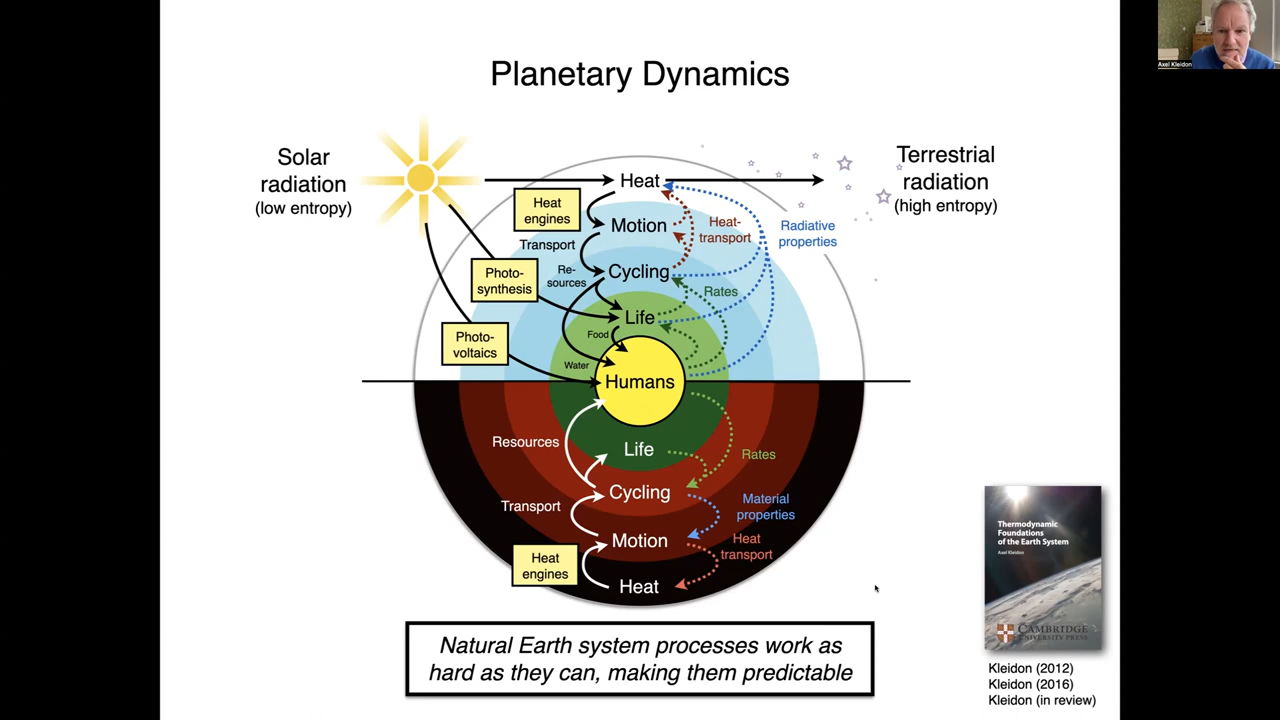 Axel Kleidon
Planetary Dynamics
Solar
radiation
(low entropy)
Terrestrial
radiation
(high entropy)
Heat
Heat
engines
Motion
Heat-
transport
Radiative
properties
Transport
Cycling
Re-
sources
Photo-
synthesis
Rates
Life
Food
Photo-
voltaics
Water
Humans
Resources
Life
Rates
Cycling
Transport
Material
properties
Motion
Heat
transport
Heat
engines
Heat
Thermodynamic
Foundations
of the Earth System
Axel Kleidon
CAMBRIDGE
UNIVERSITY PRESS
Natural Earth system processes work as
hard as they can, making them predictable
Kleidon (2012)
Kleidon (2016)
Kleidon (in review)